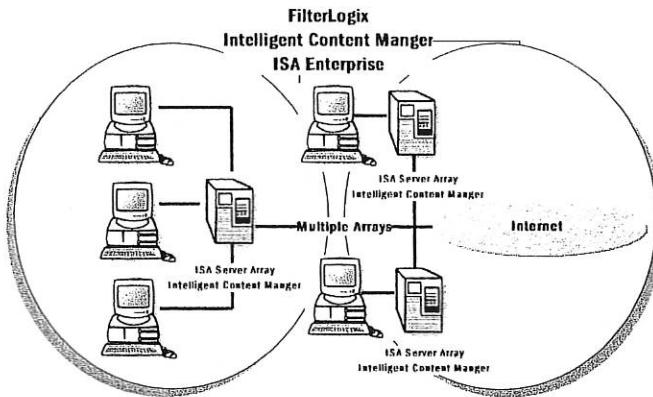 FilterLogix
Intelligent Content Manger
ISA Enterprise
ISA Server Array
Intelligent Content Manger
Multiple Arrays
Internet
ISA Server Array
Intelligent Content Manger
ISA Server Array
Intelligent Content Manger